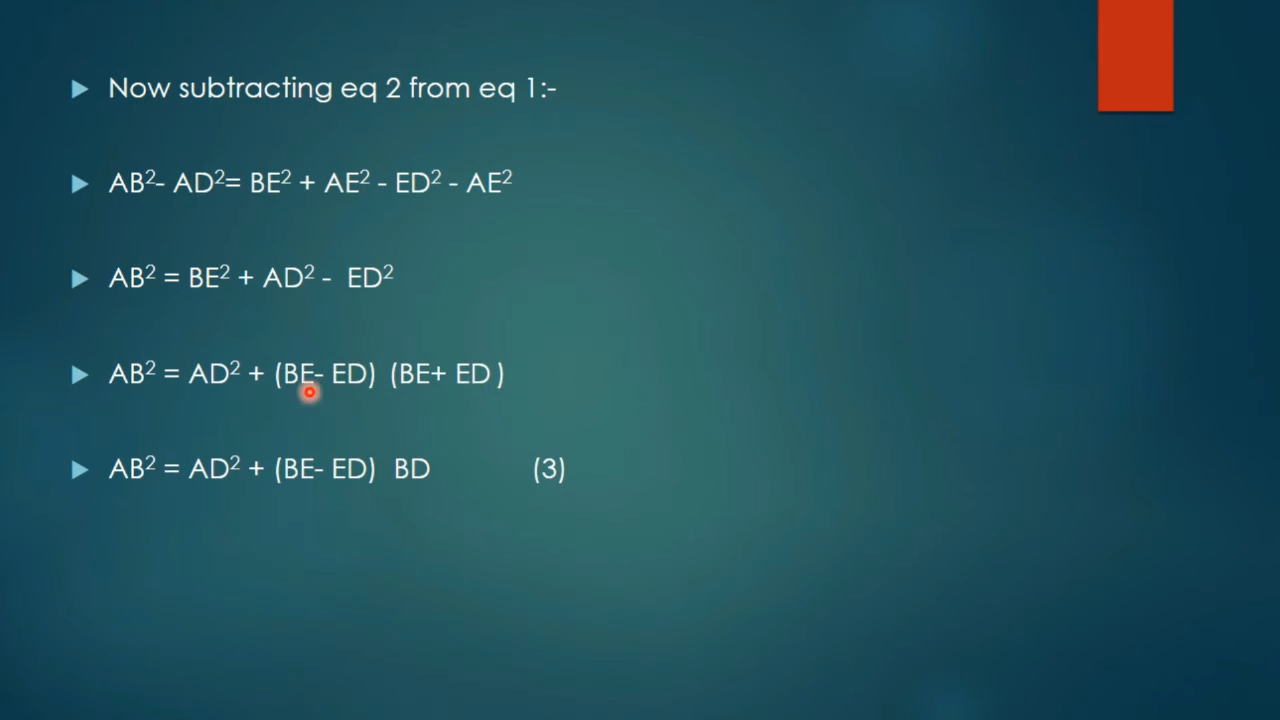 Now subtracting eq 2 from eq 1:-
AB²- AD²= BE² + AE² - ED² - AE²
AB² = BE² + AD² - ED²
AB² = AD² + (BE- ED) (BE+ ED )
AB² = AD² + (BE- ED) BD (3)